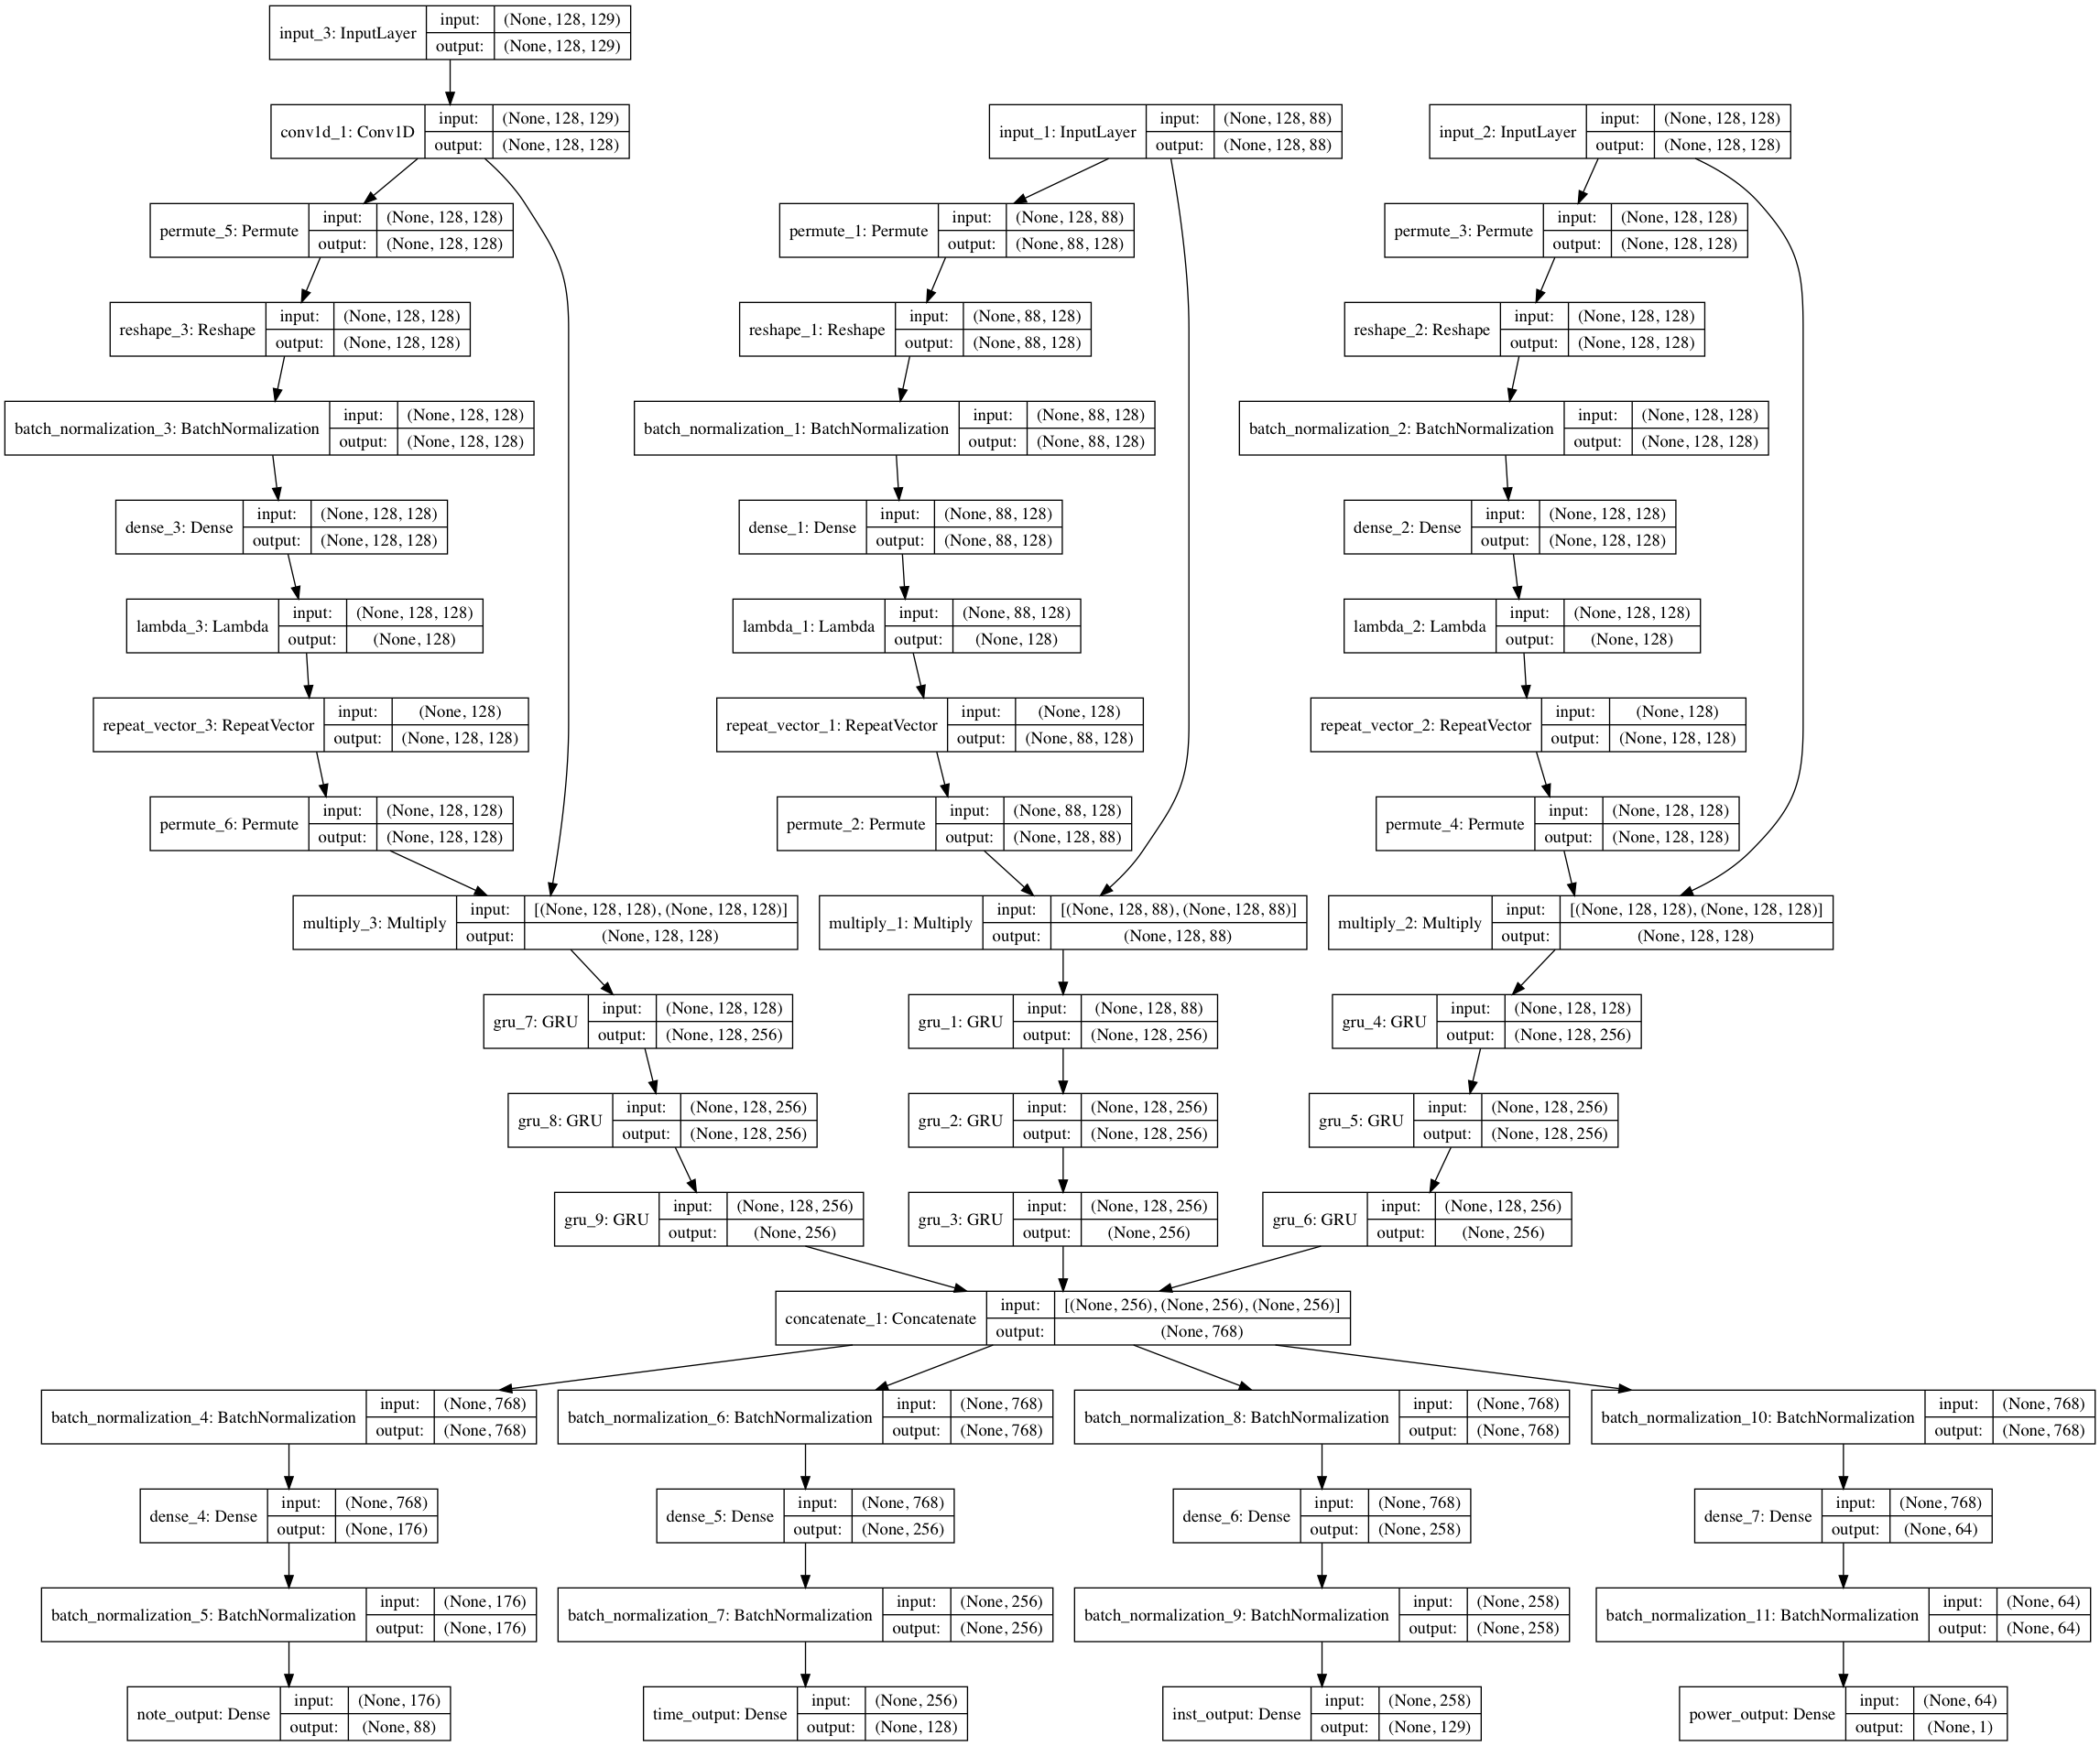 input_3: InputLayer input: (None, 128, 129)
output: (None, 128, 129)
conv1d_1: Conv1D input: (None, 128, 129)
output: (None, 128, 128)
input_1: InputLayer input: (None, 128, 88)
output: (None, 128, 88)
input_2: InputLayer input: (None, 128, 128)
output: (None, 128, 128)
permute_5: Permute input: (None, 128, 128)
output: (None, 128, 128)
permute_1: Permute input: (None, 128, 88)
output: (None, 88, 128)
permute_3: Permute input: (None, 128, 128)
output: (None, 128, 128)
reshape_3: Reshape input: (None, 128, 128)
output: (None, 128, 128)
reshape_1: Reshape input: (None, 88, 128)
output: (None, 88, 128)
reshape_2: Reshape input: (None, 128, 128)
output: (None, 128, 128)
batch_normalization_3: BatchNormalization input: (None, 128, 128)
output: (None, 128, 128)
batch_normalization_1: BatchNormalization input: (None, 88, 128)
output: (None, 88, 128)
batch_normalization_2: BatchNormalization input: (None, 128, 128)
output: (None, 128, 128)
dense_3: Dense input: (None, 128, 128)
output: (None, 128, 128)
dense_1: Dense input: (None, 88, 128)
output: (None, 88, 128)
dense_2: Dense input: (None, 128, 128)
output: (None, 128, 128)
lambda_3: Lambda input: (None, 128, 128)
output: (None, 128)
lambda_1: Lambda input: (None, 88, 128)
output: (None, 128)
lambda_2: Lambda input: (None, 128, 128)
output: (None, 128)
repeat_vector_3: RepeatVector input: (None, 128)
output: (None, 128, 128)
repeat_vector_1: RepeatVector input: (None, 128)
output: (None, 88, 128)
repeat_vector_2: RepeatVector input: (None, 128)
output: (None, 128, 128)
permute_6: Permute input: (None, 128, 128)
output: (None, 128, 128)
permute_2: Permute input: (None, 88, 128)
output: (None, 128, 88)
permute_4: Permute input: (None, 128, 128)
output: (None, 128, 128)
multiply_3: Multiply input: [(None, 128, 128), (None, 128, 128)]
output: (None, 128, 128)
multiply_1: Multiply input: [(None, 128, 88), (None, 128, 88)]
output: (None, 128, 88)
multiply_2: Multiply input: [(None, 128, 128), (None, 128, 128)]
output: (None, 128, 128)
gru_7: GRU input: (None, 128, 128)
output: (None, 128, 256)
gru_1: GRU input: (None, 128, 88)
output: (None, 128, 256)
gru_4: GRU input: (None, 128, 128)
output: (None, 128, 256)
gru_8: GRU input: (None, 128, 256)
output: (None, 128, 256)
gru_2: GRU input: (None, 128, 256)
output: (None, 128, 256)
gru_5: GRU input: (None, 128, 256)
output: (None, 128, 256)
gru_9: GRU input: (None, 128, 256)
output: (None, 256)
gru_3: GRU input: (None, 128, 256)
output: (None, 256)
gru_6: GRU input: (None, 128, 256)
output: (None, 256)
concatenate_1: Concatenate input: [(None, 256), (None, 256), (None, 256)]
output: (None, 768)
batch_normalization_4: BatchNormalization input: (None, 768)
output: (None, 768)
batch_normalization_6: BatchNormalization input: (None, 768)
output: (None, 768)
batch_normalization_8: BatchNormalization input: (None, 768)
output: (None, 768)
batch_normalization_10: BatchNormalization input: (None, 768)
output: (None, 768)
dense_4: Dense input: (None, 768)
output: (None, 176)
dense_5: Dense input: (None, 768)
output: (None, 256)
dense_6: Dense input: (None, 768)
output: (None, 258)
dense_7: Dense input: (None, 768)
output: (None, 64)
batch_normalization_5: BatchNormalization input: (None, 176)
output: (None, 176)
batch_normalization_7: BatchNormalization input: (None, 256)
output: (None, 256)
batch_normalization_9: BatchNormalization input: (None, 258)
output: (None, 258)
batch_normalization_11: BatchNormalization input: (None, 64)
output: (None, 64)
note_output: Dense input: (None, 176)
output: (None, 88)
time_output: Dense input: (None, 256)
output: (None, 128)
inst_output: Dense input: (None, 258)
output: (None, 129)
power_output: Dense input: (None, 64)
output: (None, 1)